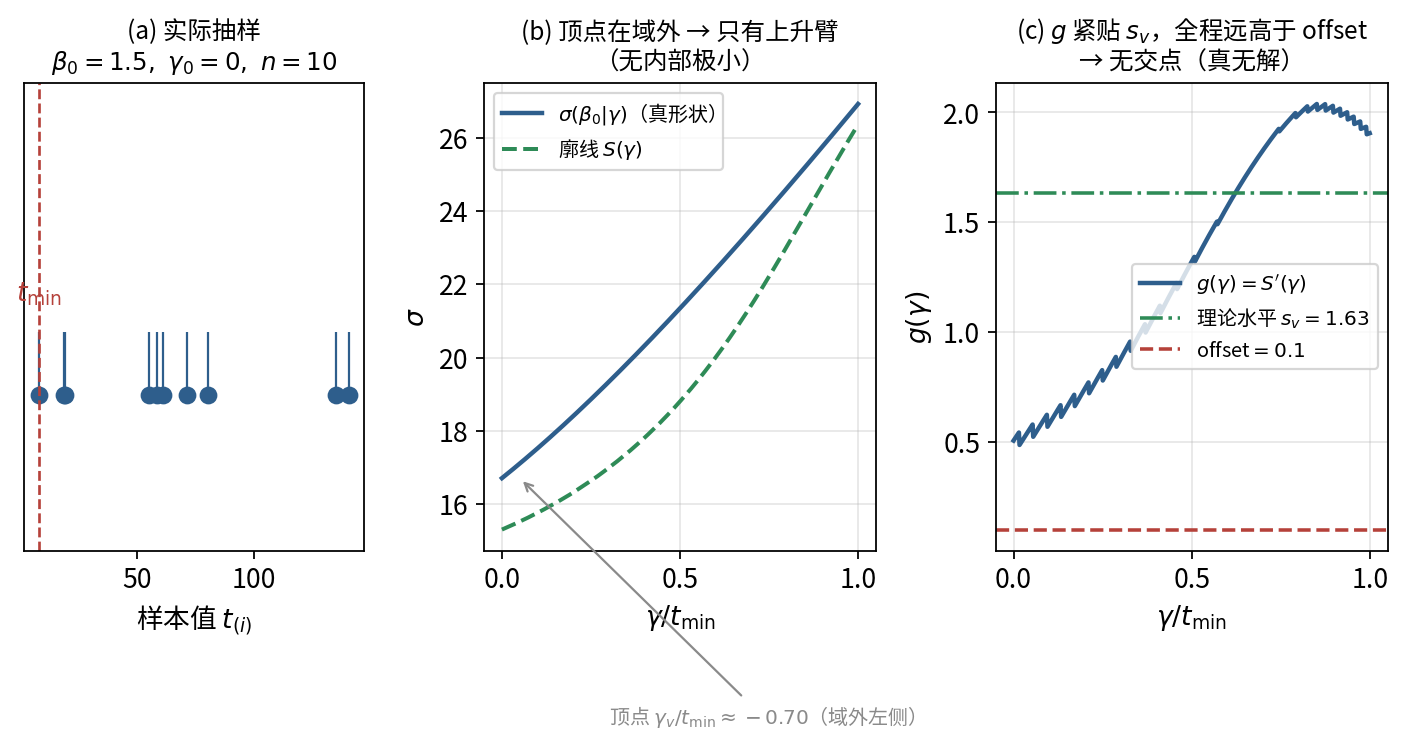 (a) 实际抽样
β₀ = 1.5, γ₀ = 0, n = 10
t_min
50
100
样本值 t_(i)
(b) 顶点在域外 → 只有上升臂
（无内部极小）
σ(β₀|γ)（真形状）
廓线 S(γ)
26
24
22
20
18
16
σ
0.0
0.5
1.0
γ/t_min
顶点 γ_v/t_min ≈ −0.70（域外左侧）
(c) g 紧贴 s_v，全程远高于 offset
→ 无交点（真无解）
2.0
1.5
1.0
0.5
g(γ)
g(γ) = S′(γ)
理论水平 s_v = 1.63
offset = 0.1
0.0
0.5
1.0
γ/t_min